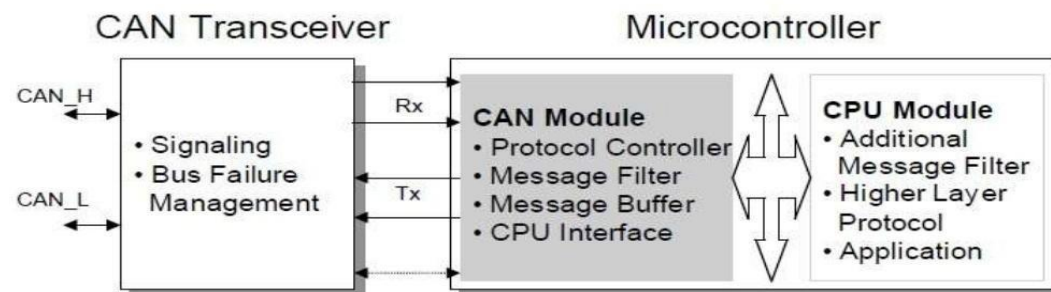 CAN Transceiver
Microcontroller
CAN_H
CAN_L
• Signaling
• Bus Failure
Management
Rx
Tx
CAN Module
• Protocol Controller
• Message Filter
• Message Buffer
• CPU Interface
CPU Module
• Additional
Message Filter
• Higher Layer
Protocol
• Application